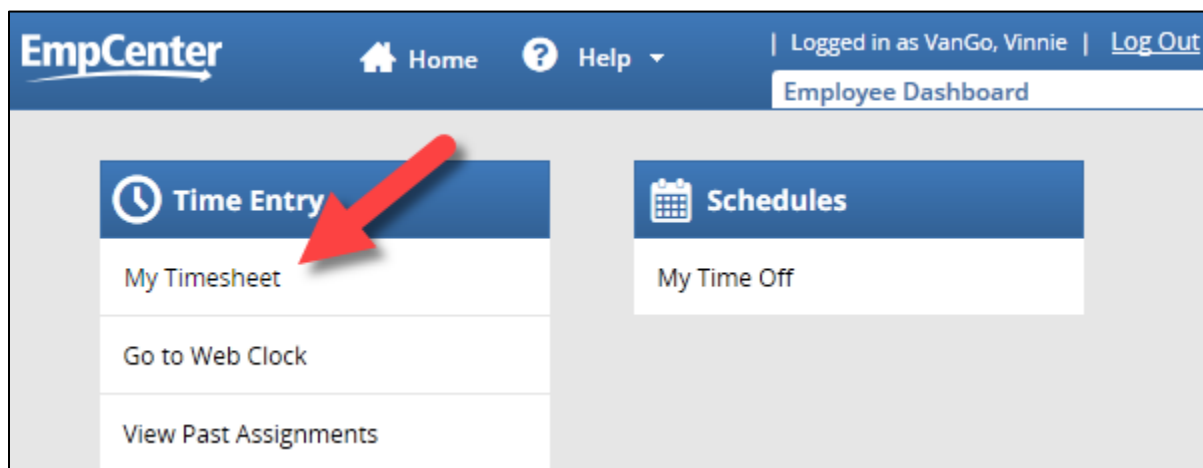 EmpCenter
Home
? Help
| Logged in as VanGo, Vinnie | Log Out
Employee Dashboard
Time Entry
My Timesheet
Go to Web Clock
View Past Assignments
Schedules
My Time Off